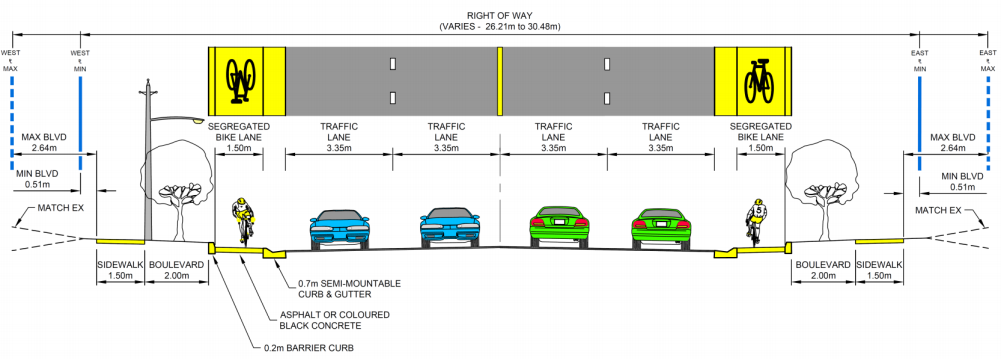 RIGHT OF WAY
(VARIES - 26.21m to 30.48m)
WEST
℄
MAX
WEST
℄
MIN
EAST
℄
MIN
EAST
℄
MAX
MAX BLVD
2.64m
MIN BLVD
0.51m
MATCH EX
SEGREGATED
BIKE LANE
1.50m
TRAFFIC
LANE
3.35m
TRAFFIC
LANE
3.35m
TRAFFIC
LANE
3.35m
TRAFFIC
LANE
3.35m
SEGREGATED
BIKE LANE
1.50m
MAX BLVD
2.64m
MIN BLVD
0.51m
MATCH EX
SIDEWALK
1.50m
BOULEVARD
2.00m
BOULEVARD
2.00m
SIDEWALK
1.50m
0.7m SEMI-MOUNTABLE
CURB & GUTTER
ASPHALT OR COLOURED
BLACK CONCRETE
0.2m BARRIER CURB